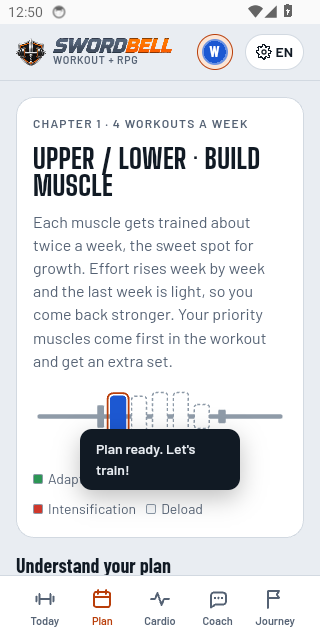 12:50
SWORDBELL
WORKOUT + RPG
W
EN
CHAPTER 1 · 4 WORKOUTS A WEEK
UPPER / LOWER · BUILD
MUSCLE
Each muscle gets trained about
twice a week, the sweet spot for
growth. Effort rises week by week
and the last week is light, so you
come back stronger. Your priority
muscles come first in the workout
and get an extra set.
Plan ready. Let's
train!
Intensification
Deload
Understand your plan
Today
Plan
Cardio
Coach
Journey